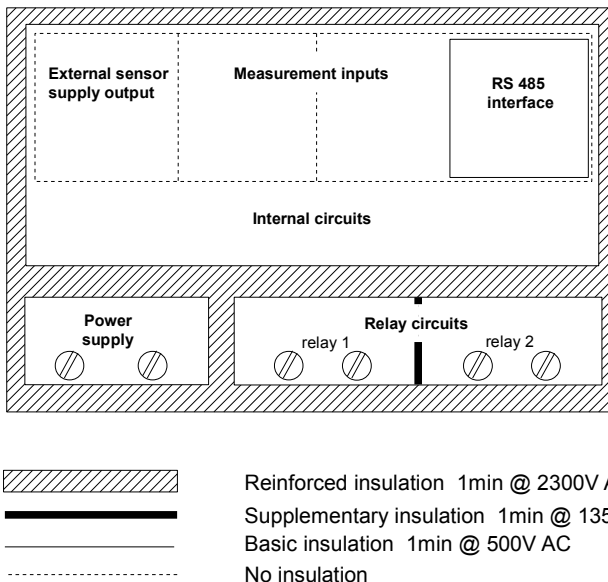 External sensor
supply output
Measurement inputs
RS 485
interface
Internal circuits
Power
supply
Relay circuits
relay 1
relay 2
Reinforced insulation 1min @ 2300V
Supplementary insulation 1min @
Basic insulation 1min @ 500V AC
No insulation